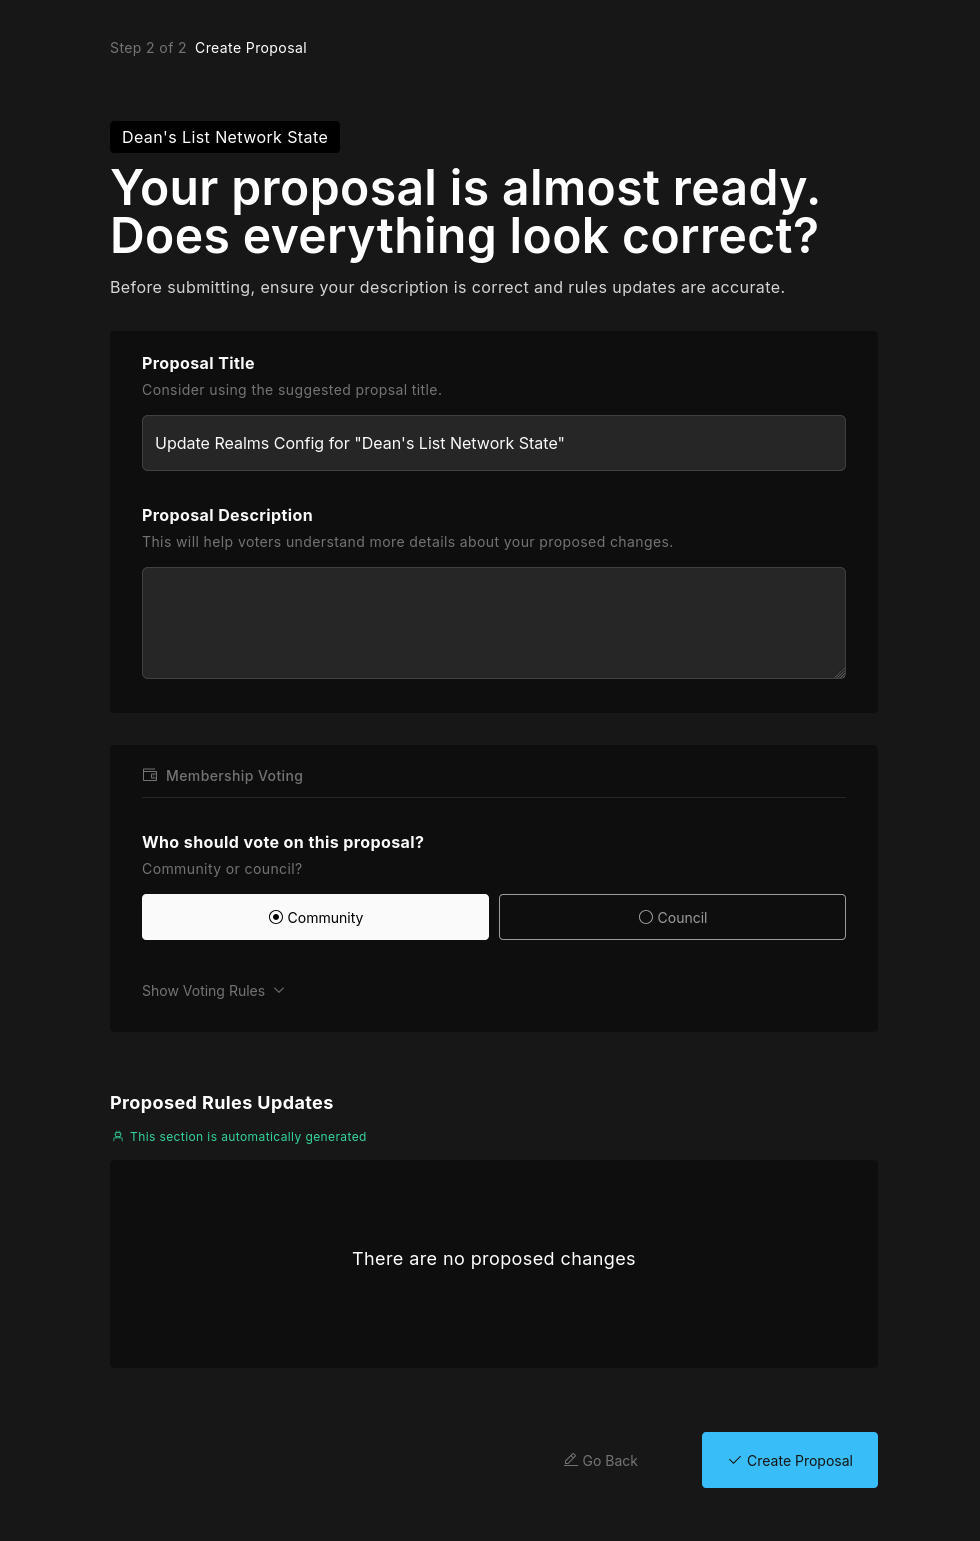 Step 2 of 2 Create Proposal
Dean's List Network State
Your proposal is almost ready.
Does everything look correct?
Before submitting, ensure your description is correct and rules updates are accurate.
Proposal Title
Consider using the suggested propsal title.
Update Realms Config for "Dean's List Network State"
Proposal Description
This will help voters understand more details about your proposed changes.
Membership Voting
Who should vote on this proposal?
Community or council?
Community
Council
Show Voting Rules
Proposed Rules Updates
This section is automatically generated
There are no proposed changes
Go Back
Create Proposal